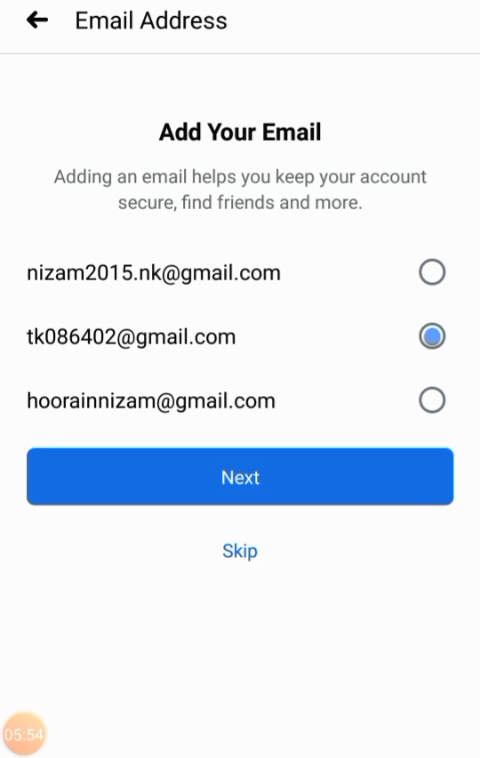 Email Address
Add Your Email
Adding an email helps you keep your account
secure, find friends and more.
nizam2015.nk@gmail.com
tk086402@gmail.com
hoorainnizam@gmail.com
Next
Skip
05:54